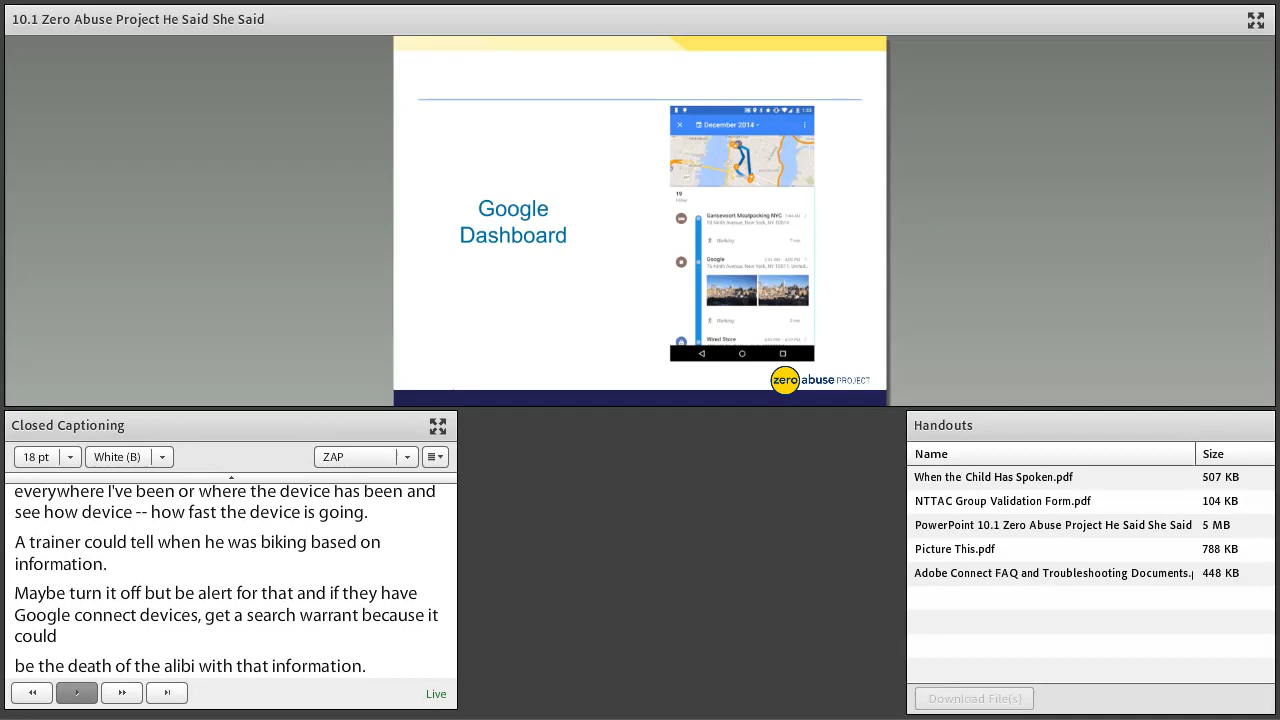 10.1 Zero Abuse Project He Said She Said
Google
Dashboard
December 2014
19
Gansevoort Meatpacking NYC
Walking
Google
Walking
Wired Store
zero abuse PROJECT
Closed Captioning
18 pt
White (B)
ZAP
everywhere I've been or where the device has been and
see how device -- how fast the device is going.
A trainer could tell when he was biking based on
information.
Maybe turn it off but be alert for that and if they have
Google connect devices, get a search warrant because it
could
be the death of the alibi with that information.
Live
Handouts
Name Size
When the Child Has Spoken.pdf 507 KB
NTTAC Group Validation Form.pdf 104 KB
PowerPoint 10.1 Zero Abuse Project He Said She Said 5 MB
Picture This.pdf 788 KB
Adobe Connect FAQ and Troubleshooting Documents.p 448 KB
Download File(s)